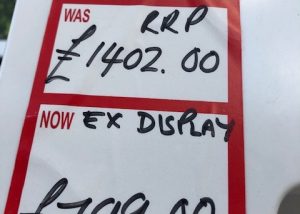 WAS RRP
£1402.00
NOW EX DISPLAY